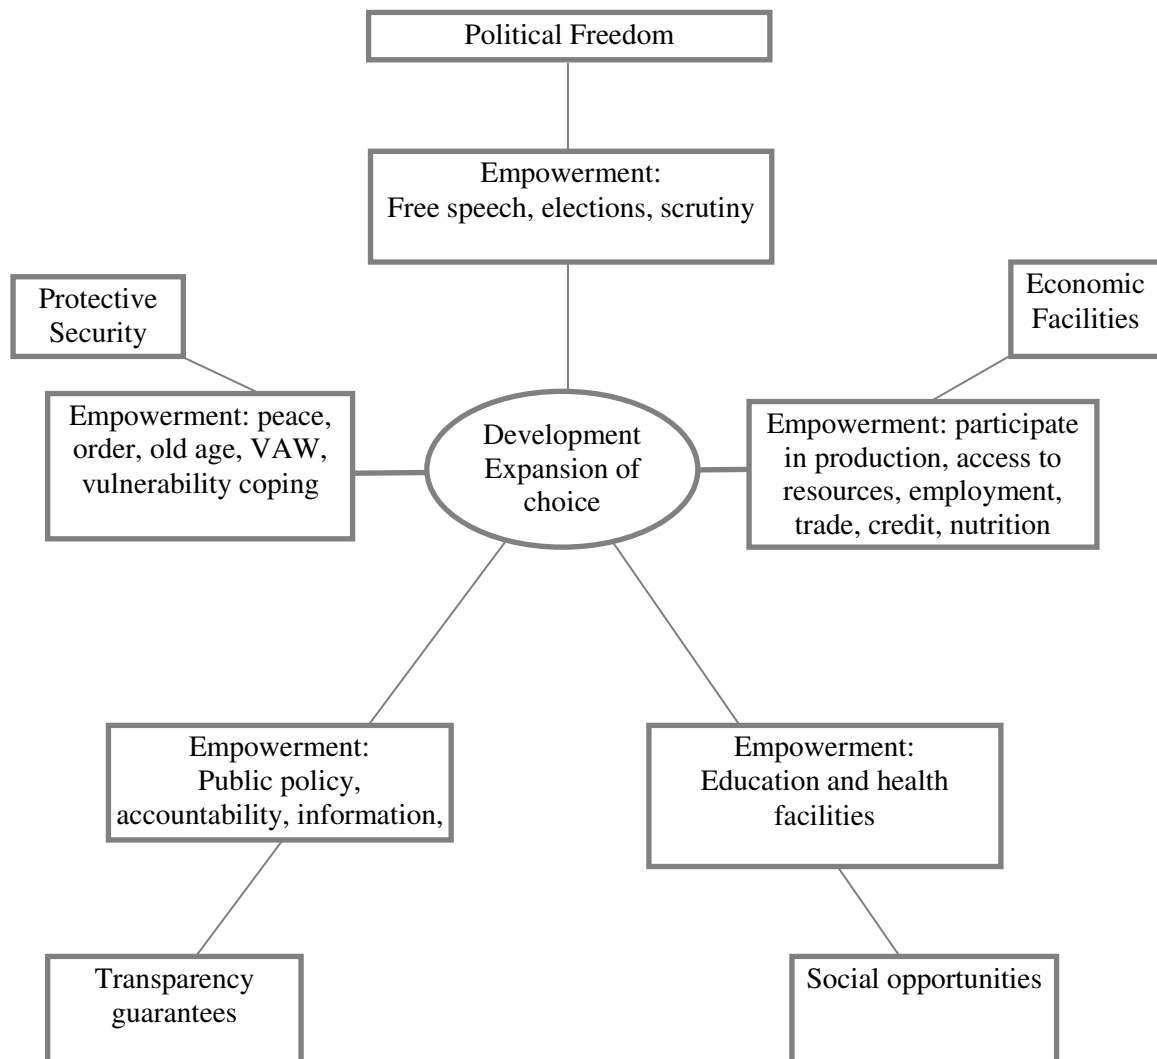 Political Freedom
Empowerment:
Free speech, elections, scrutiny
Protective
Security
Economic
Facilities
Empowerment: peace,
order, old age, VAW,
vulnerability coping
Development
Expansion of
choice
Empowerment: participate
in production, access to
resources, employment,
trade, credit, nutrition
Empowerment:
Public policy,
accountability, information,
Empowerment:
Education and health
facilities
Transparency
guarantees
Social opportunities